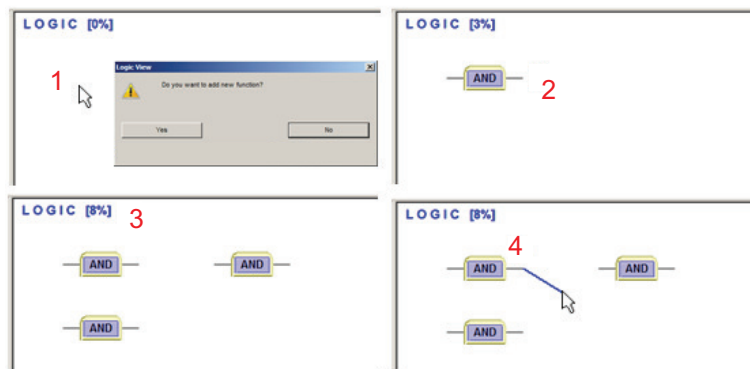 LOGIC [0%]
1
Logic View
Do you want to add new function?
Yes
No
LOGIC [3%]
AND
2
LOGIC [8%]
3
AND
AND
AND
LOGIC [8%]
4
AND
AND
AND